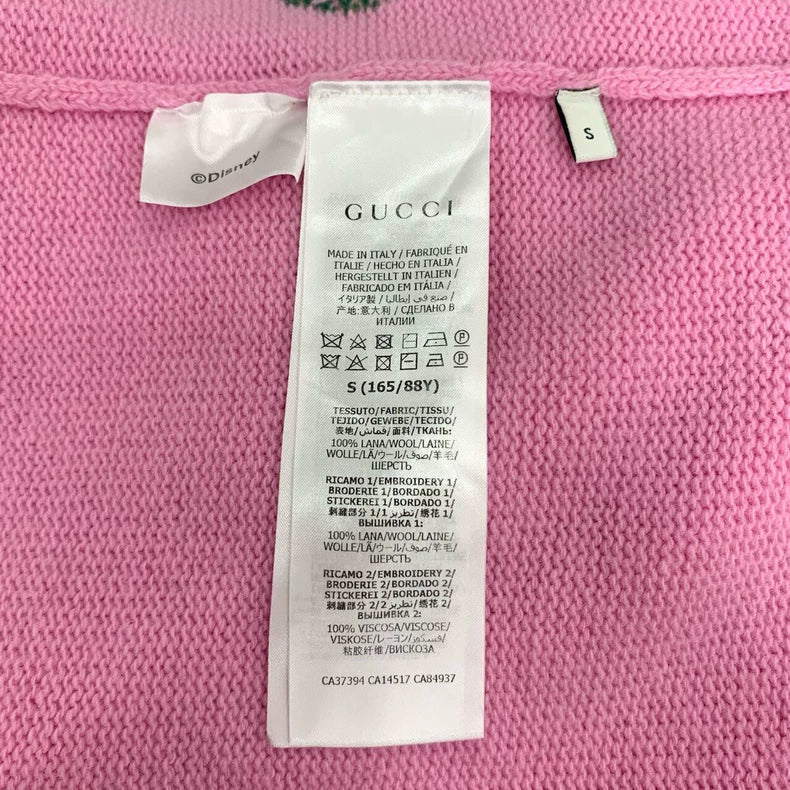 ©Disney
S
GUCCI
MADE IN ITALY / FABRIQUÉ EN
ITALIE / HECHO EN ITALIA /
HERGESTELLT IN ITALIEN /
FABRICADO EM ITÁLIA /
イタリア製 / صنع في إيطاليا /
产地:意大利 / СДЕЛАНО В
ИТАЛИИ
S (165/88Y)
TESSUTO/FABRIC/TISSU/
TEJIDO/GEWEBE/TECIDO/
表地/قماش/面料/ТКАНЬ:
100% LANA/WOOL/LAINE/
WOLLE/LÃ/ウール/صوف/羊毛/
ШЕРСТЬ
RICAMO 1/EMBROIDERY 1/
BRODERIE 1/BORDADO 1/
STICKEREI 1/BORDADO 1/
刺繍部分 1/تطريز 1/绣花 1/
ВЫШИВКА 1:
100% LANA/WOOL/LAINE/
WOLLE/LÃ/ウール/صوف/羊毛/
ШЕРСТЬ
RICAMO 2/EMBROIDERY 2/
BRODERIE 2/BORDADO 2/
STICKEREI 2/BORDADO 2/
刺繍部分 2/تطريز 2/绣花 2/
ВЫШИВКА 2:
100% VISCOSA/VISCOSE/
VISKOSE/レーヨン/فسكوز/
粘胶纤维/ВИСКОЗА
CA37394 CA14517 CA84937